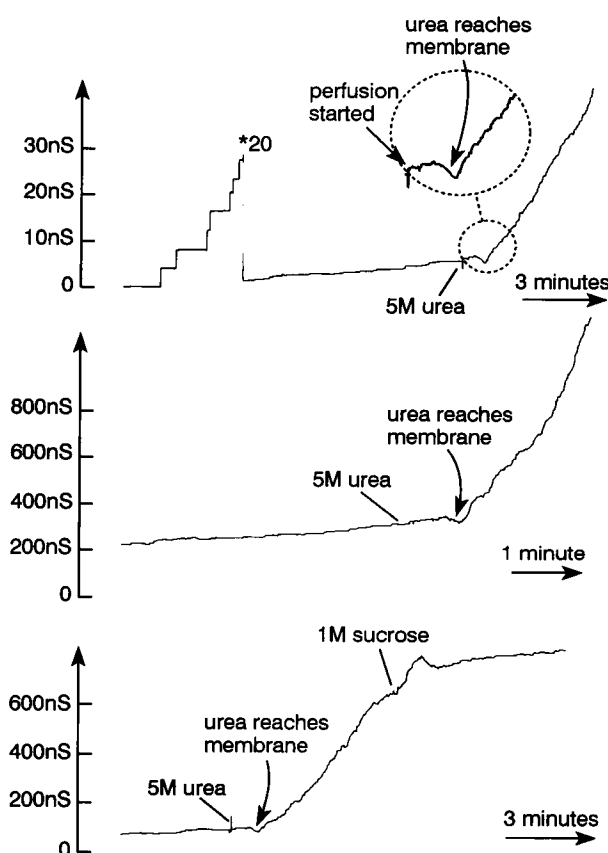 urea reaches
membrane
perfusion
started
30nS
*20
20nS
10nS
0
5M urea
3 minutes
800nS
600nS
urea reaches
membrane
5M urea
400nS
200nS
1 minute
0
1M sucrose
600nS
urea reaches
membrane
400nS
5M urea
200nS
3 minutes
0